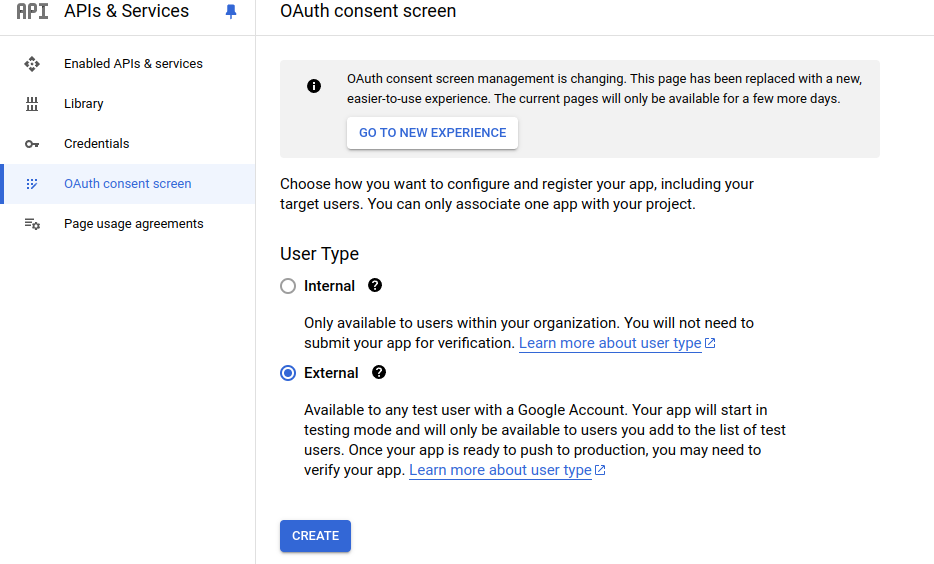 API APIs & Services
OAuth consent screen
Enabled APIs & services
Library
Credentials
OAuth consent screen
Page usage agreements
OAuth consent screen management is changing. This page has been replaced with a new,
easier-to-use experience. The current pages will only be available for a few more days.
GO TO NEW EXPERIENCE
Choose how you want to configure and register your app, including your
target users. You can only associate one app with your project.
User Type
Internal
Only available to users within your organization. You will not need to
submit your app for verification. Learn more about user type
External
Available to any test user with a Google Account. Your app will start in
testing mode and will only be available to users you add to the list of test
users. Once your app is ready to push to production, you may need to
verify your app. Learn more about user type
CREATE